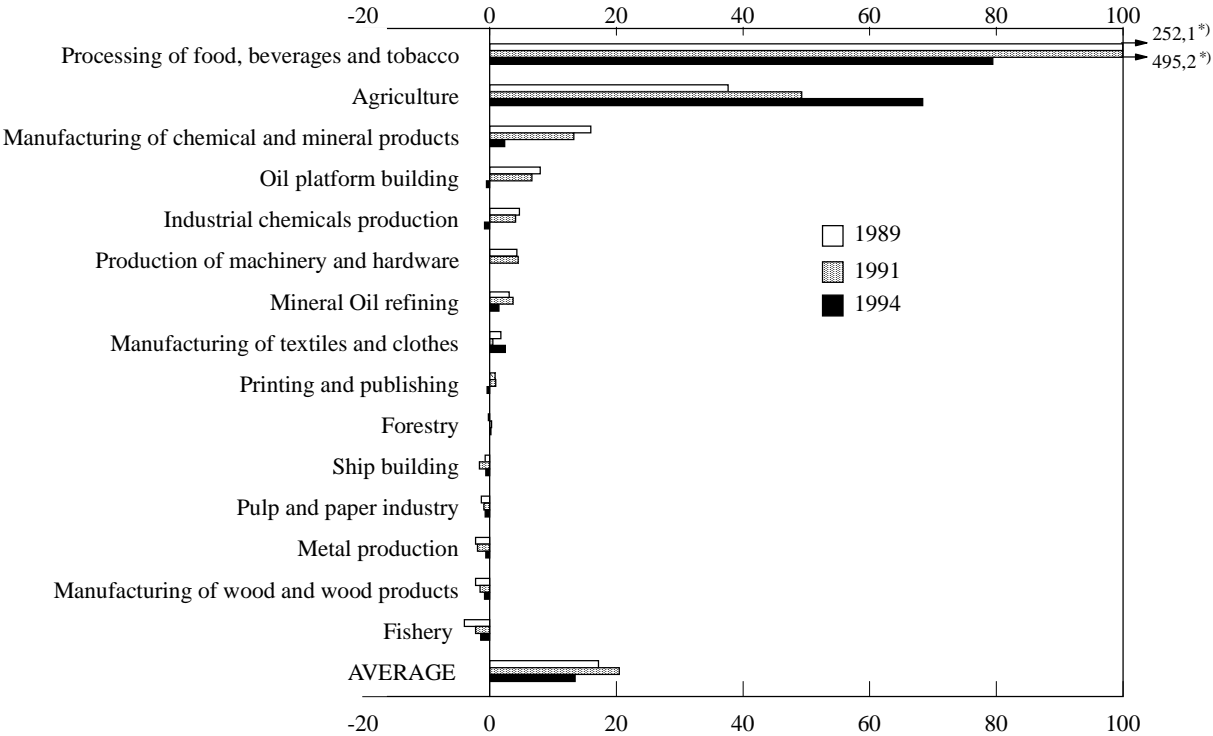 -20 0 20 40 60 80 100
252,1*)
Processing of food, beverages and tobacco
495,2*)
Agriculture
Manufacturing of chemical and mineral products
Oil platform building
Industrial chemicals production
1989
Production of machinery and hardware
1991
Mineral Oil refining
1994
Manufacturing of textiles and clothes
Printing and publishing
Forestry
Ship building
Pulp and paper industry
Metal production
Manufacturing of wood and wood products
Fishery
AVERAGE
-20 0 20 40 60 80 100